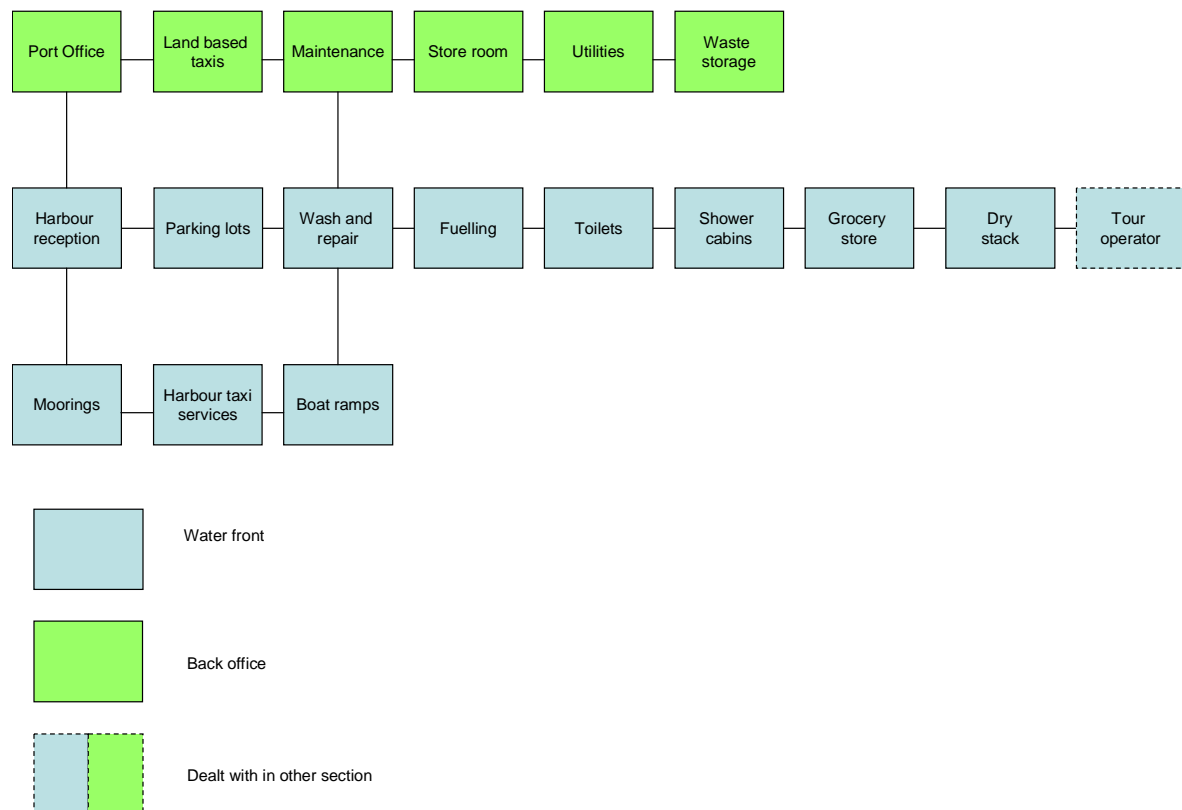 Port Office
Land based
taxis
Maintenance
Store room
Utilities
Waste
storage
Harbour
reception
Parking lots
Wash and
repair
Fuelling
Toilets
Shower
cabins
Grocery
store
Dry
stack
Tour
operator
Moorings
Harbour taxi
services
Boat ramps
Water front
Back office
Dealt with in other section